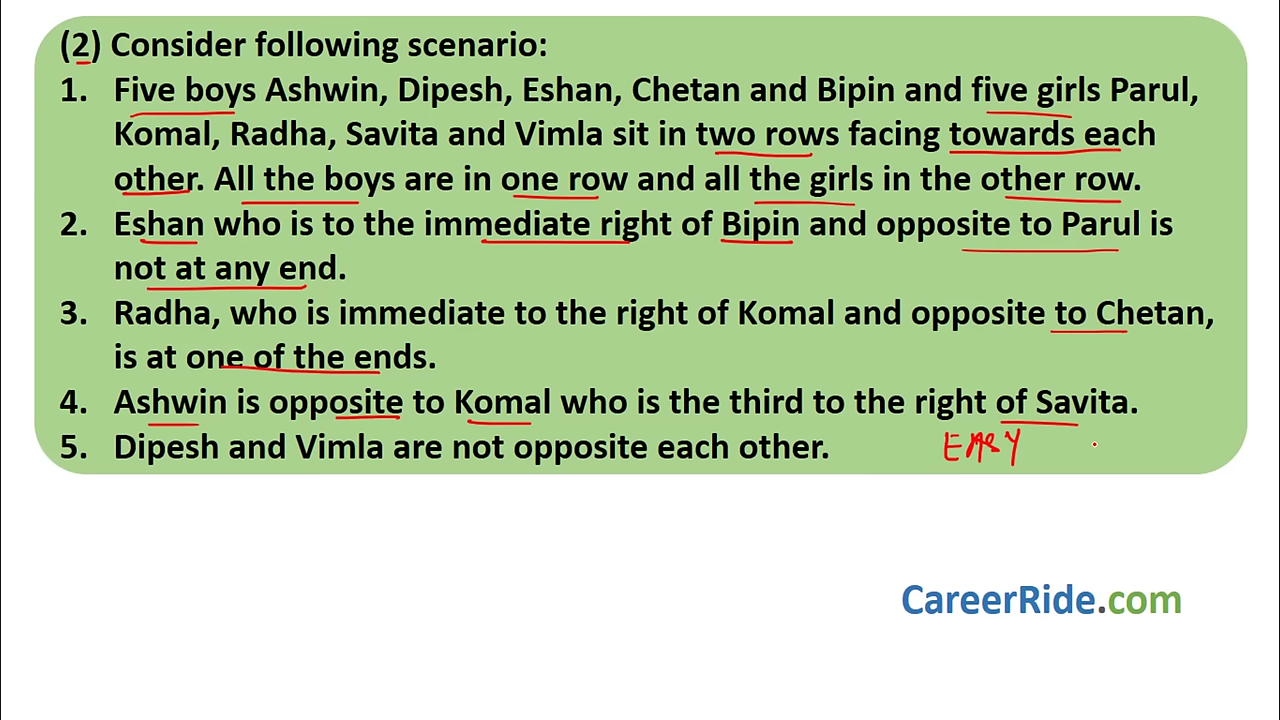 (2) Consider following scenario:
1. Five boys Ashwin, Dipesh, Eshan, Chetan and Bipin and five girls Parul,
Komal, Radha, Savita and Vimla sit in two rows facing towards each
other. All the boys are in one row and all the girls in the other row.
2. Eshan who is to the immediate right of Bipin and opposite to Parul is
not at any end.
3. Radha, who is immediate to the right of Komal and opposite to Chetan,
is at one of the ends.
4. Ashwin is opposite to Komal who is the third to the right of Savita.
5. Dipesh and Vimla are not opposite each other.
EASY
CareerRide.com